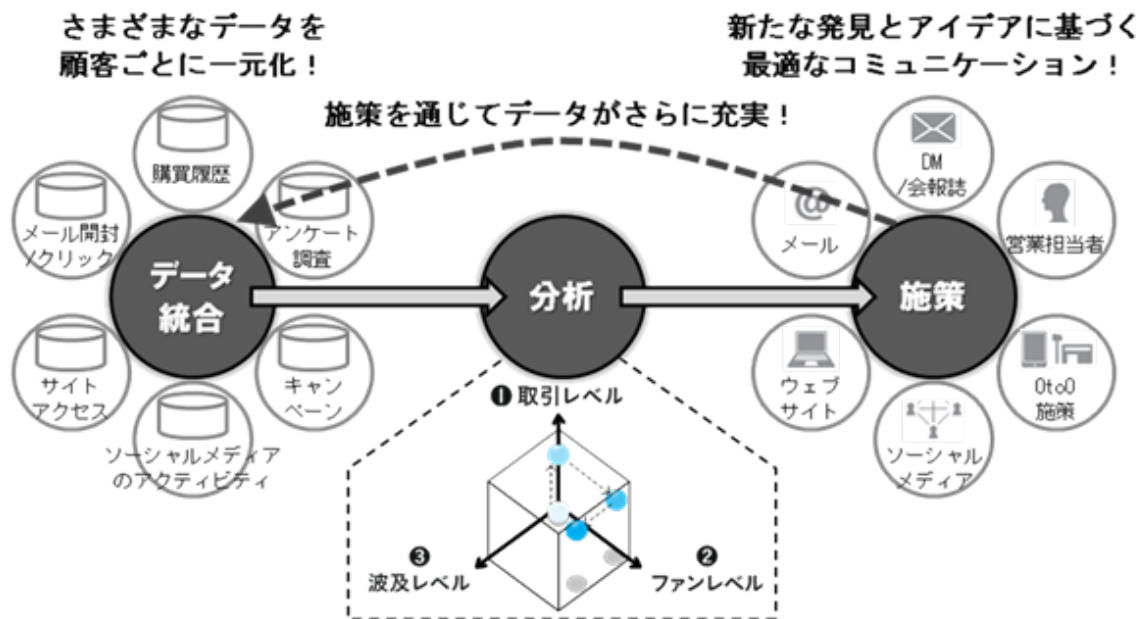 さまざまなデータを
顧客ごとに一元化！
新たな発見とアイデアに基づく
最適なコミュニケーション！
施策を通じてデータがさらに充実！
購買履歴
メール開封
/クリック
アンケート
調査
データ
統合
サイト
アクセス
キャン
ペーン
ソーシャルメディア
のアクティビティ
分析
❶取引レベル
❸
波及レベル
❷
ファンレベル
DM
/会報誌
@
メール
営業担当者
施策
ウェブ
サイト
OtoO
施策
ソーシャル
メディア